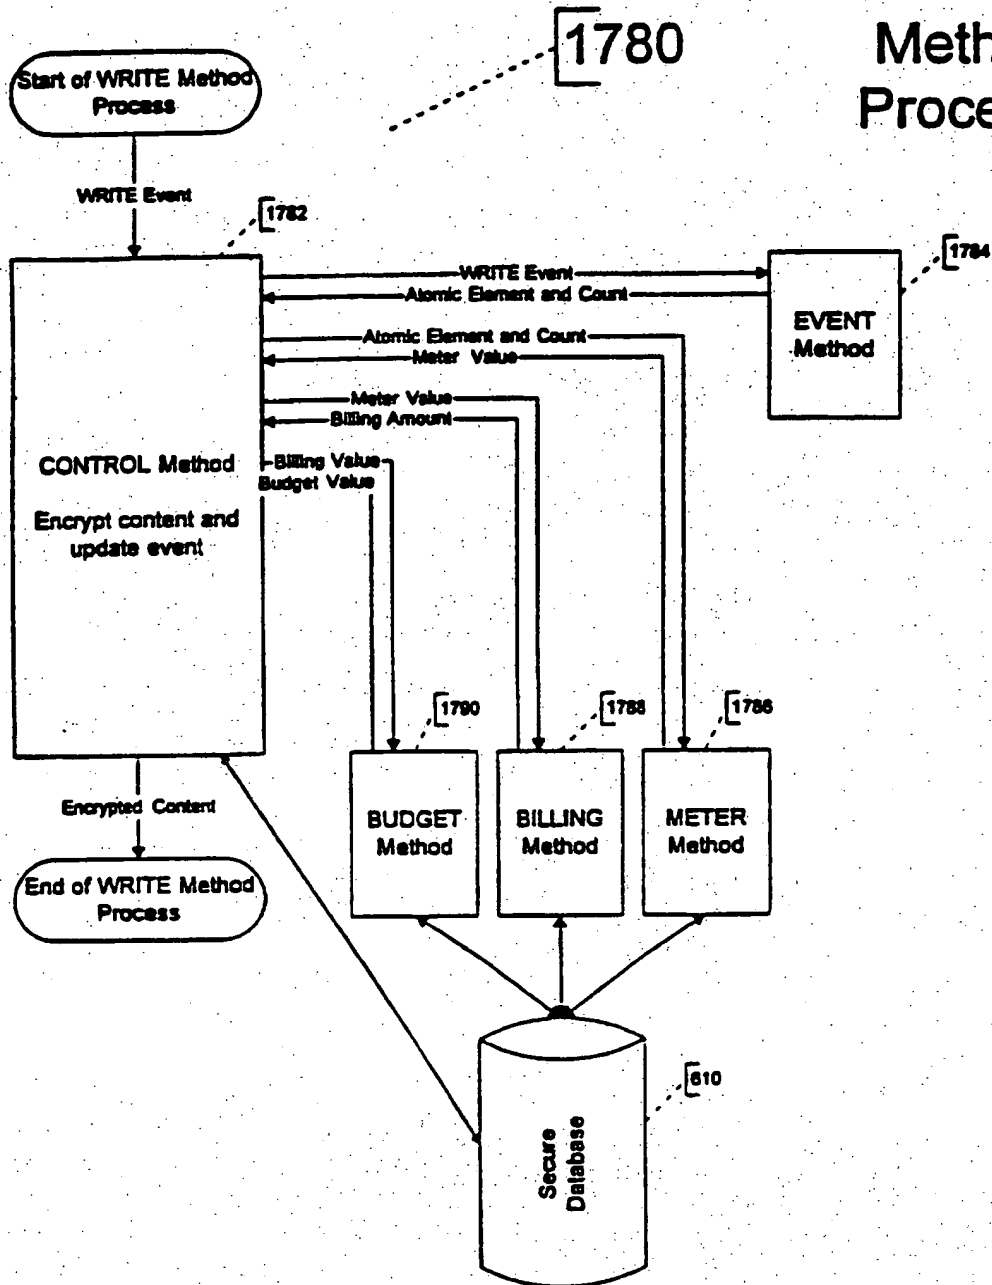 1780
Meth
Proce
Start of WRITE Method
Process
WRITE Event
1782
1784
WRITE Event
Atomic Element and Count
EVENT
Method
Atomic Element and Count
Meter Value
Meter Value
Billing Amount
CONTROL Method
Encrypt content and
update event
Billing Value
Budget Value
1790
1788
1786
Encrypted Content
BUDGET
Method
BILLING
Method
METER
Method
End of WRITE Method
Process
610
Secure
Database